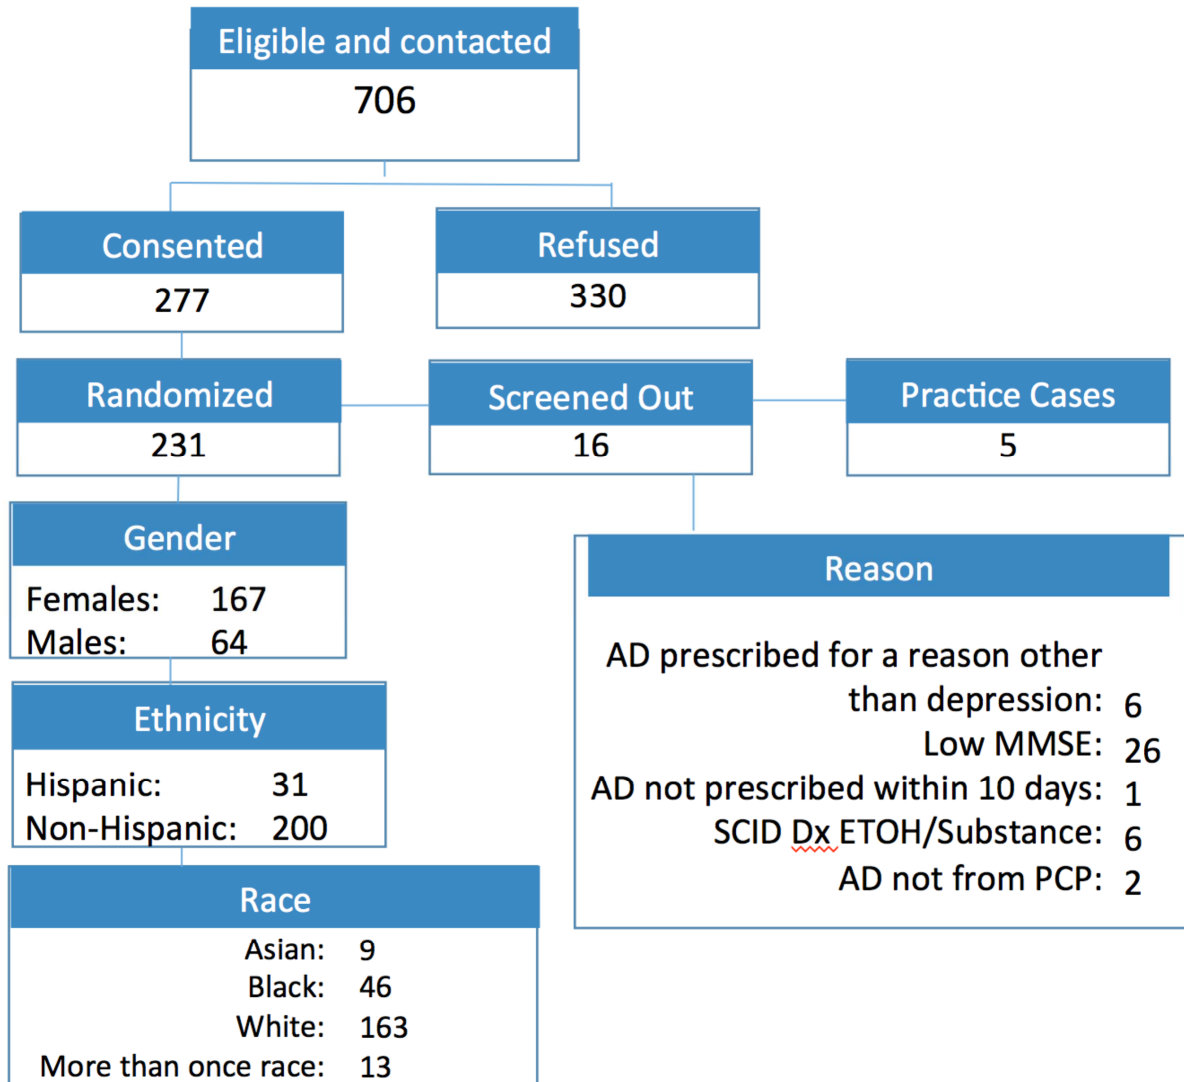 Eligible and contacted
706
Consented
277
Refused
330
Randomized
231
Screened Out
16
Practice Cases
5
Gender
Females: 167
Males: 64
Ethnicity
Hispanic: 31
Non-Hispanic: 200
Race
Asian: 9
Black: 46
White: 163
More than once race: 13
Reason
AD prescribed for a reason other
than depression: 6
Low MMSE: 26
AD not prescribed within 10 days: 1
SCID Dx ETOH/Substance: 6
AD not from PCP: 2